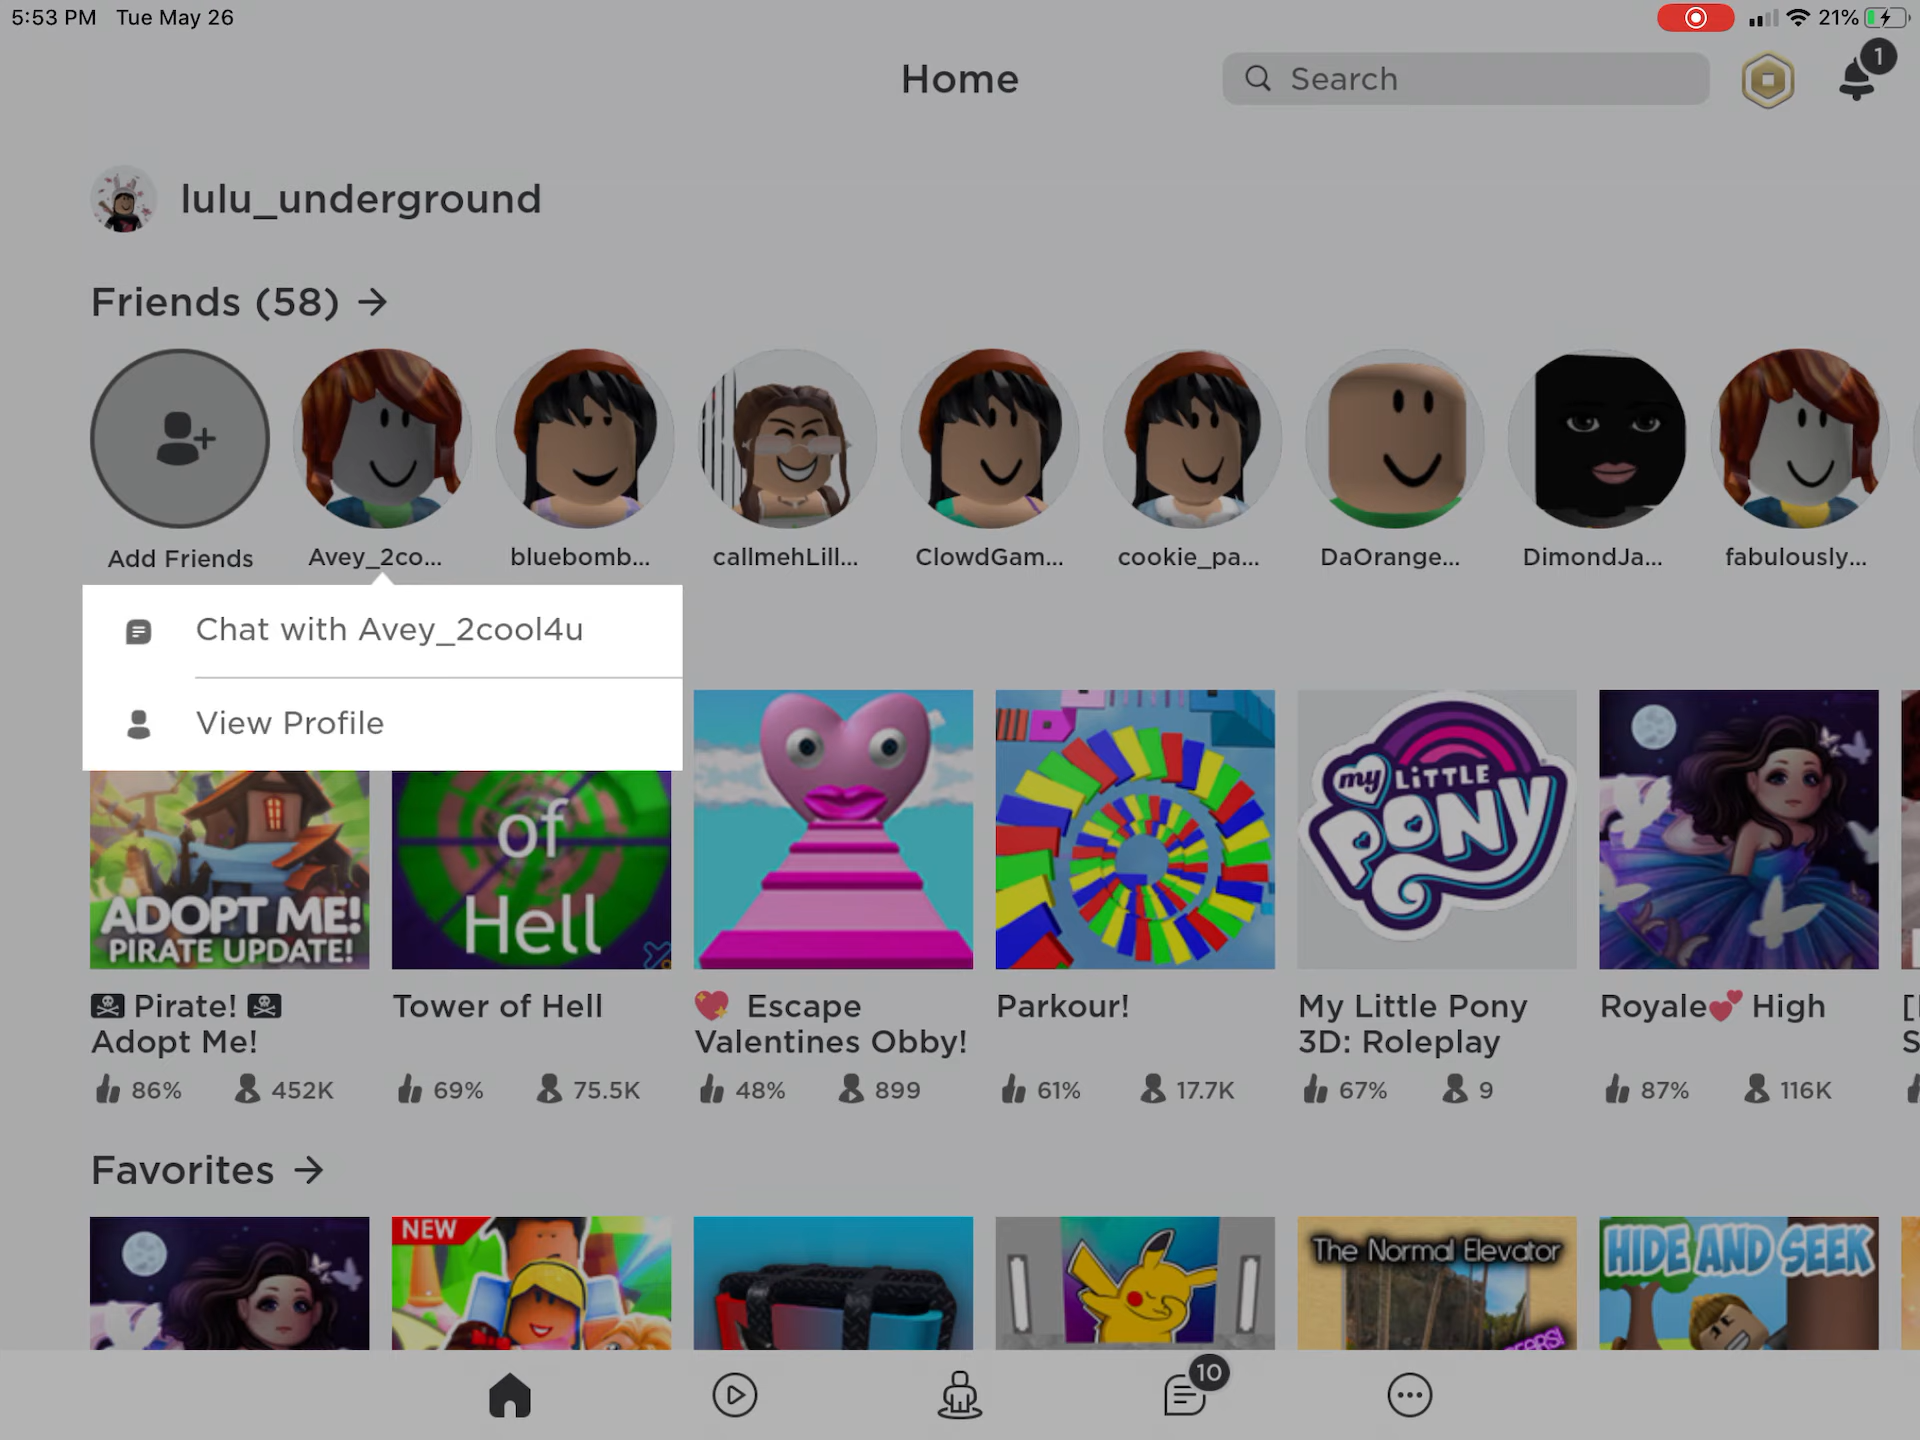 5:53 PM Tue May 26
21%
Home
Search
1
lulu_underground
Friends (58) →
Add Friends
Avey_2co...
bluebomb...
callmehLill...
ClowdGam...
cookie_pa...
DaOrange...
DimondJa...
fabulously...
Chat with Avey_2cool4u
View Profile
ADOPT ME!
PIRATE UPDATE!
of
Hell
my LITTLE
PONY
☠️ Pirate! ☠️
Adopt Me!
86% 452K
Tower of Hell
69% 75.5K
💖 Escape
Valentines Obby!
48% 899
Parkour!
61% 17.7K
My Little Pony
3D: Roleplay
67% 9
Royale💕 High
87% 116K
Favorites →
NEW
The Normal Elevator
HIDE AND SEEK
10